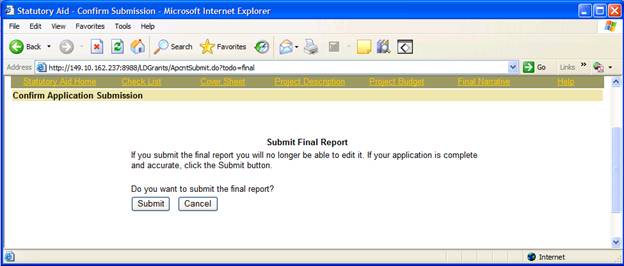 Statutory Aid - Confirm Submission - Microsoft Internet Explorer
File Edit View Favorites Tools Help
Back Search Favorites
Address http://149.10.162.237:8988/LDGrants/ApcntSubmit.do?todo=final Go Links »
Statutory Aid Home Check List Cover Sheet Project Description Project Budget Final Narrative Help
Confirm Application Submission
Submit Final Report
If you submit the final report you will no longer be able to edit it. If your application is complete
and accurate, click the Submit button.
Do you want to submit the final report?
Submit Cancel
Internet